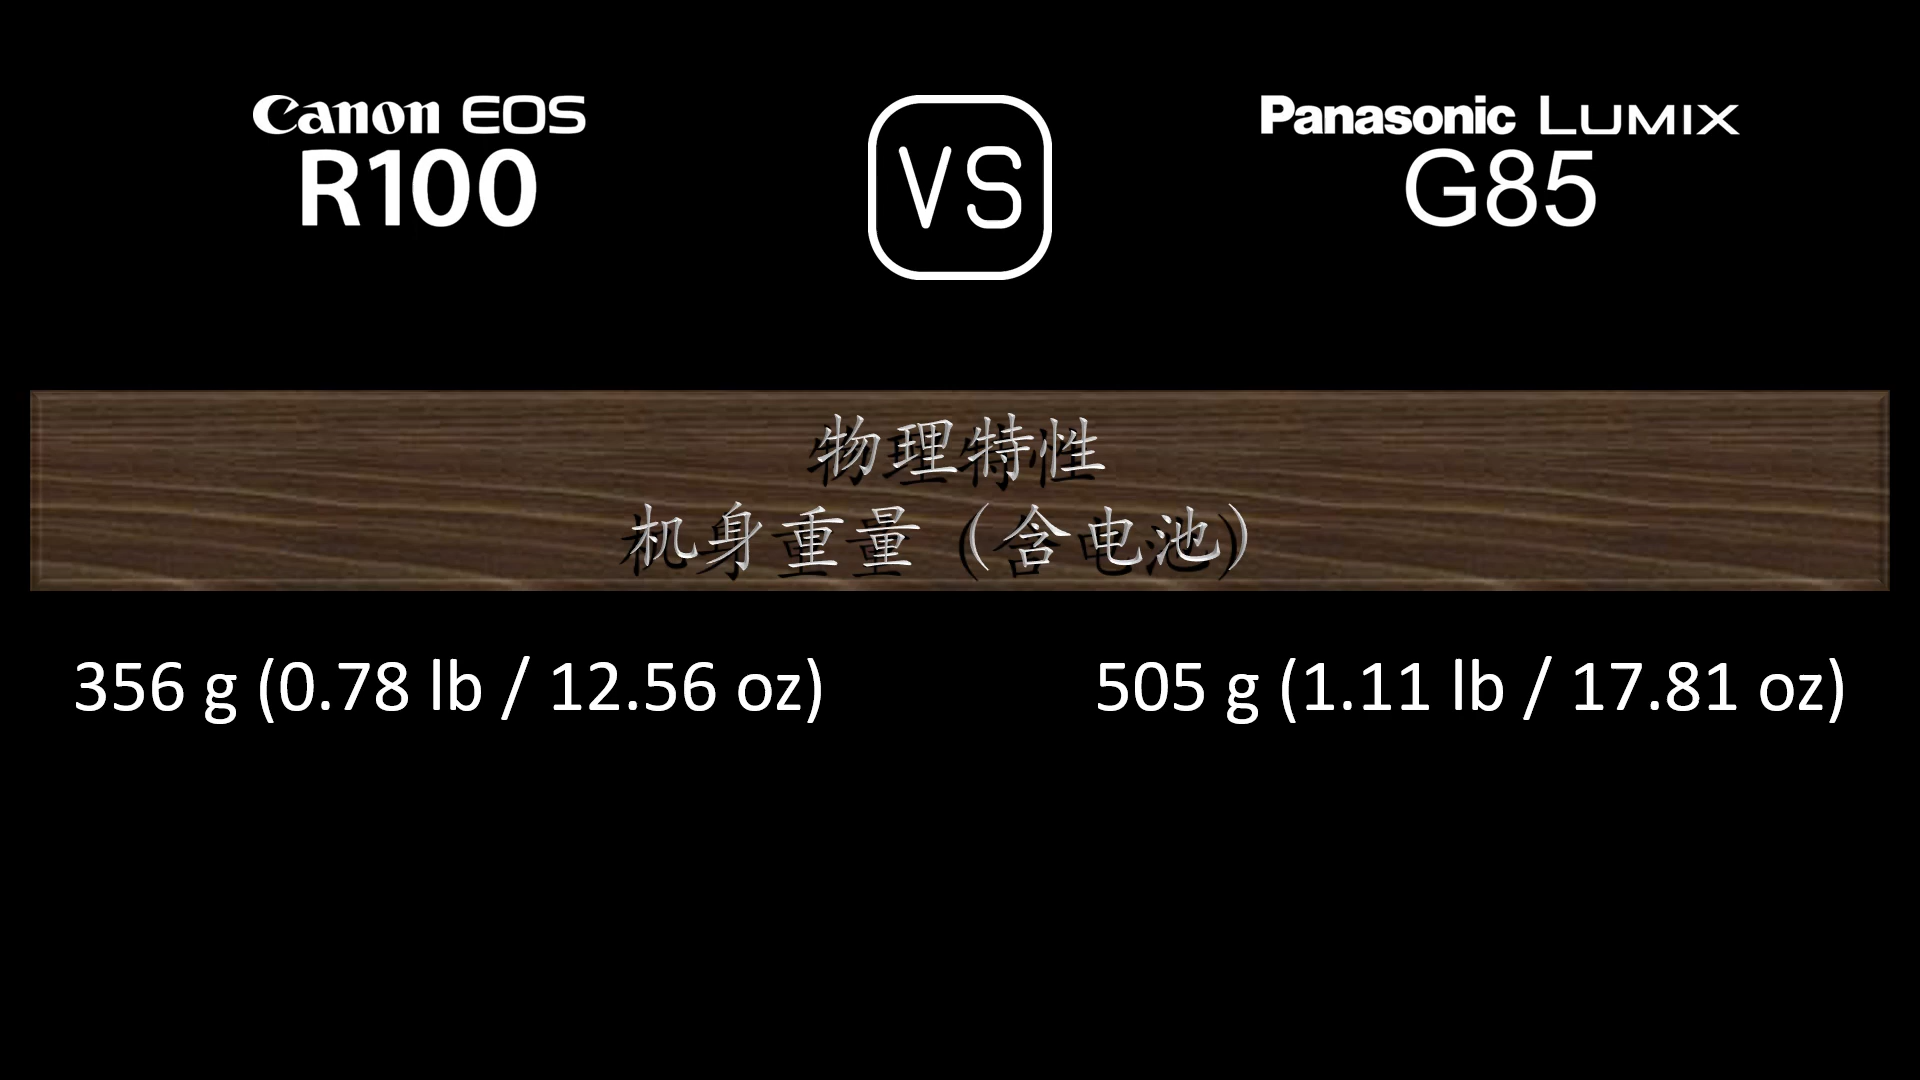 Canon EOS
R100
VS
Panasonic LUMIX
G85
物理特性
机身重量（含电池）
356 g (0.78 lb / 12.56 oz)
505 g (1.11 lb / 17.81 oz)